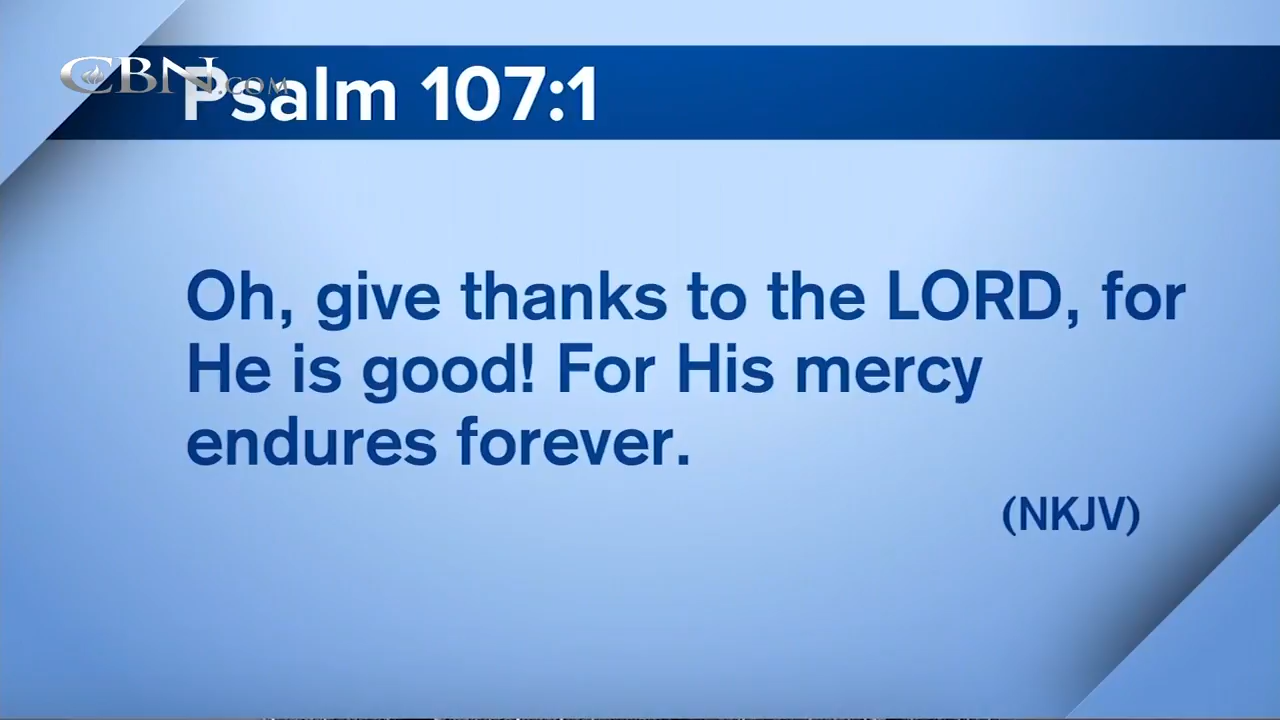 CBN.COM
Psalm 107:1
Oh, give thanks to the LORD, for
He is good! For His mercy
endures forever.
(NKJV)